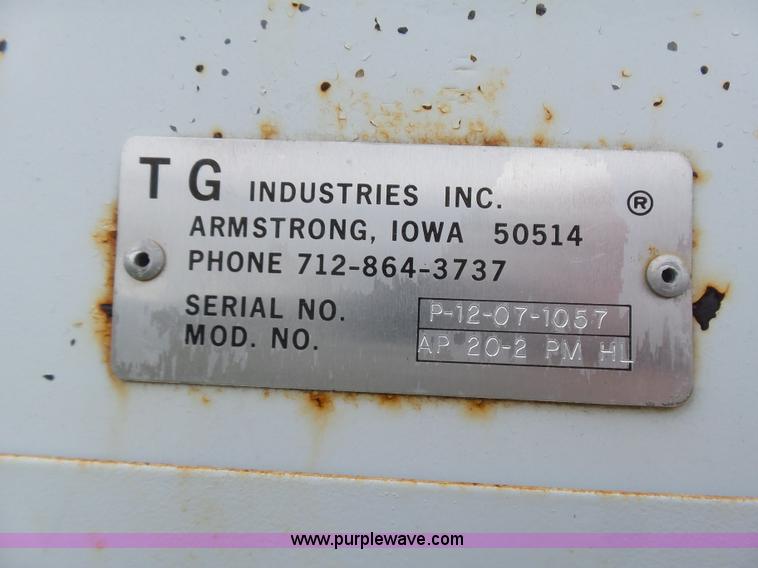 T G INDUSTRIES INC. ®
ARMSTRONG, IOWA 50514
PHONE 712-864-3737
SERIAL NO. P-12-07-1057
MOD. NO. AP 20-2 PM HL
www.purplewave.com